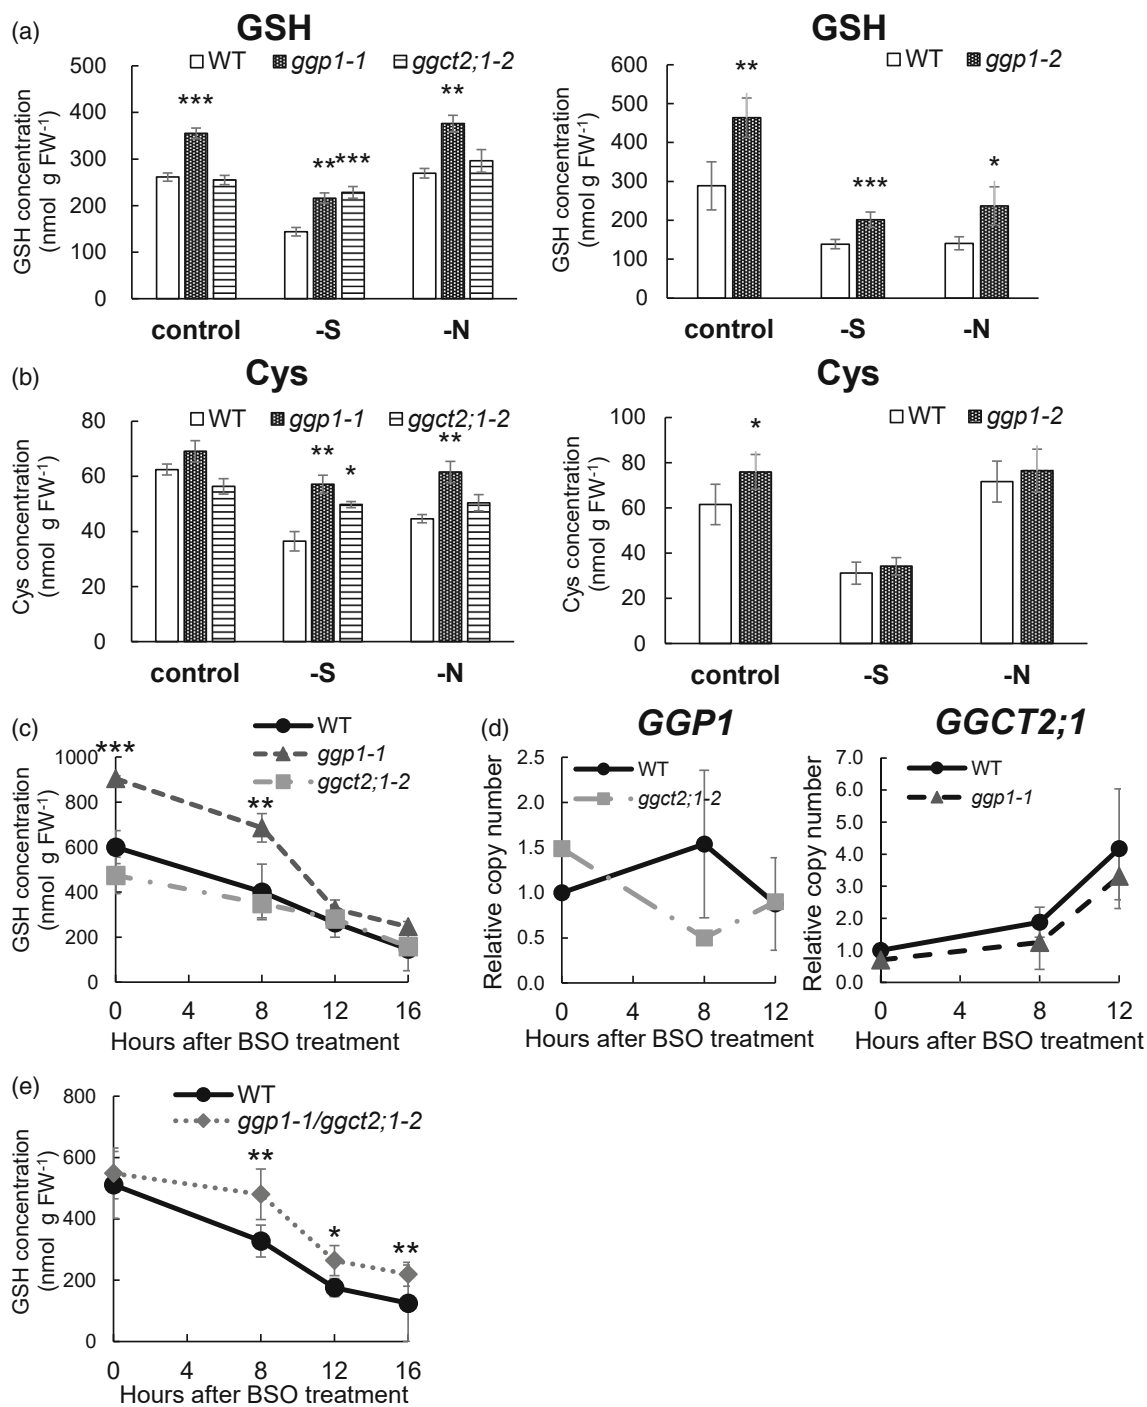 (a)
GSH
WT ggp1-1 ggct2;1-2
GSH concentration
(nmol g FW-1)
500
400
300
200
100
0
***
** ***
**
control -S -N
GSH
WT ggp1-2
GSH concentration
(nmol g FW-1)
600
500
400
300
200
100
0
**
***
*
control -S -N
(b)
Cys
WT ggp1-1 ggct2;1-2
Cys concentration
(nmol g FW-1)
80
60
40
20
0
**
*
**
control -S -N
Cys
WT ggp1-2
Cys concentration
(nmol g FW-1)
100
80
60
40
20
0
*
control -S -N
(c)
WT
ggp1-1
ggct2;1-2
GSH concentration
(nmol g FW-1)
1000
800
600
400
200
0
***
**
0 4 8 12 16
Hours after BSO treatment
(d)
GGP1
WT
ggct2;1-2
Relative copy number
2.5
2.0
1.5
1.0
0.5
0.0
0 4 8 12
Hours after BSO treatment
GGCT2;1
WT
ggp1-1
Relative copy number
7.0
6.0
5.0
4.0
3.0
2.0
1.0
0.0
0 4 8 12
Hours after BSO treatment
(e)
WT
ggp1-1/ggct2;1-2
GSH concentration
(nmol g FW-1)
800
600
400
200
0
**
*
**
0 4 8 12 16
Hours after BSO treatment